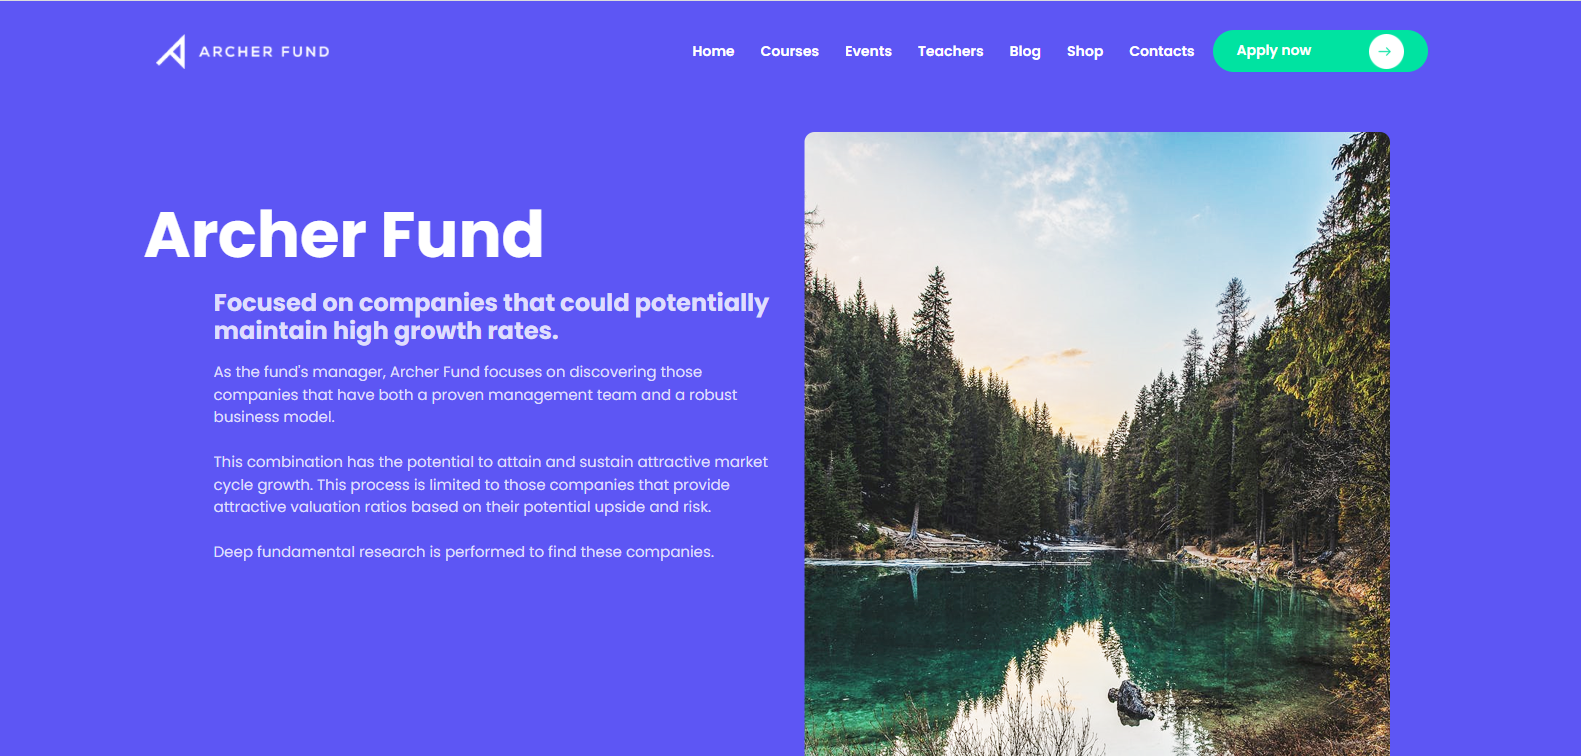 ARCHER FUND
Home Courses Events Teachers Blog Shop Contacts Apply now
Archer Fund
Focused on companies that could potentially
maintain high growth rates.
As the fund's manager, Archer Fund focuses on discovering those
companies that have both a proven management team and a robust
business model.
This combination has the potential to attain and sustain attractive market
cycle growth. This process is limited to those companies that provide
attractive valuation ratios based on their potential upside and risk.
Deep fundamental research is performed to find these companies.